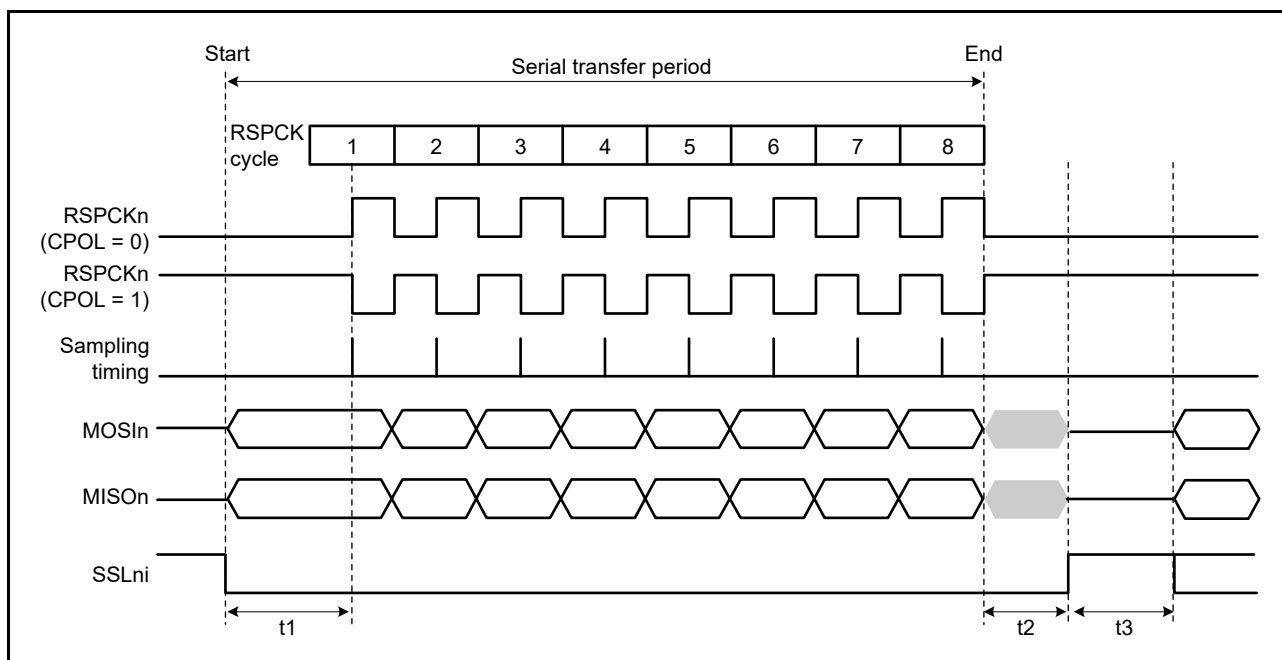 Start
End
Serial transfer period
RSPCK
cycle
1 2 3 4 5 6 7 8
RSPCKn
(CPOL = 0)
RSPCKn
(CPOL = 1)
Sampling
timing
MOSIn
MISOn
SSLni
t1
t2
t3